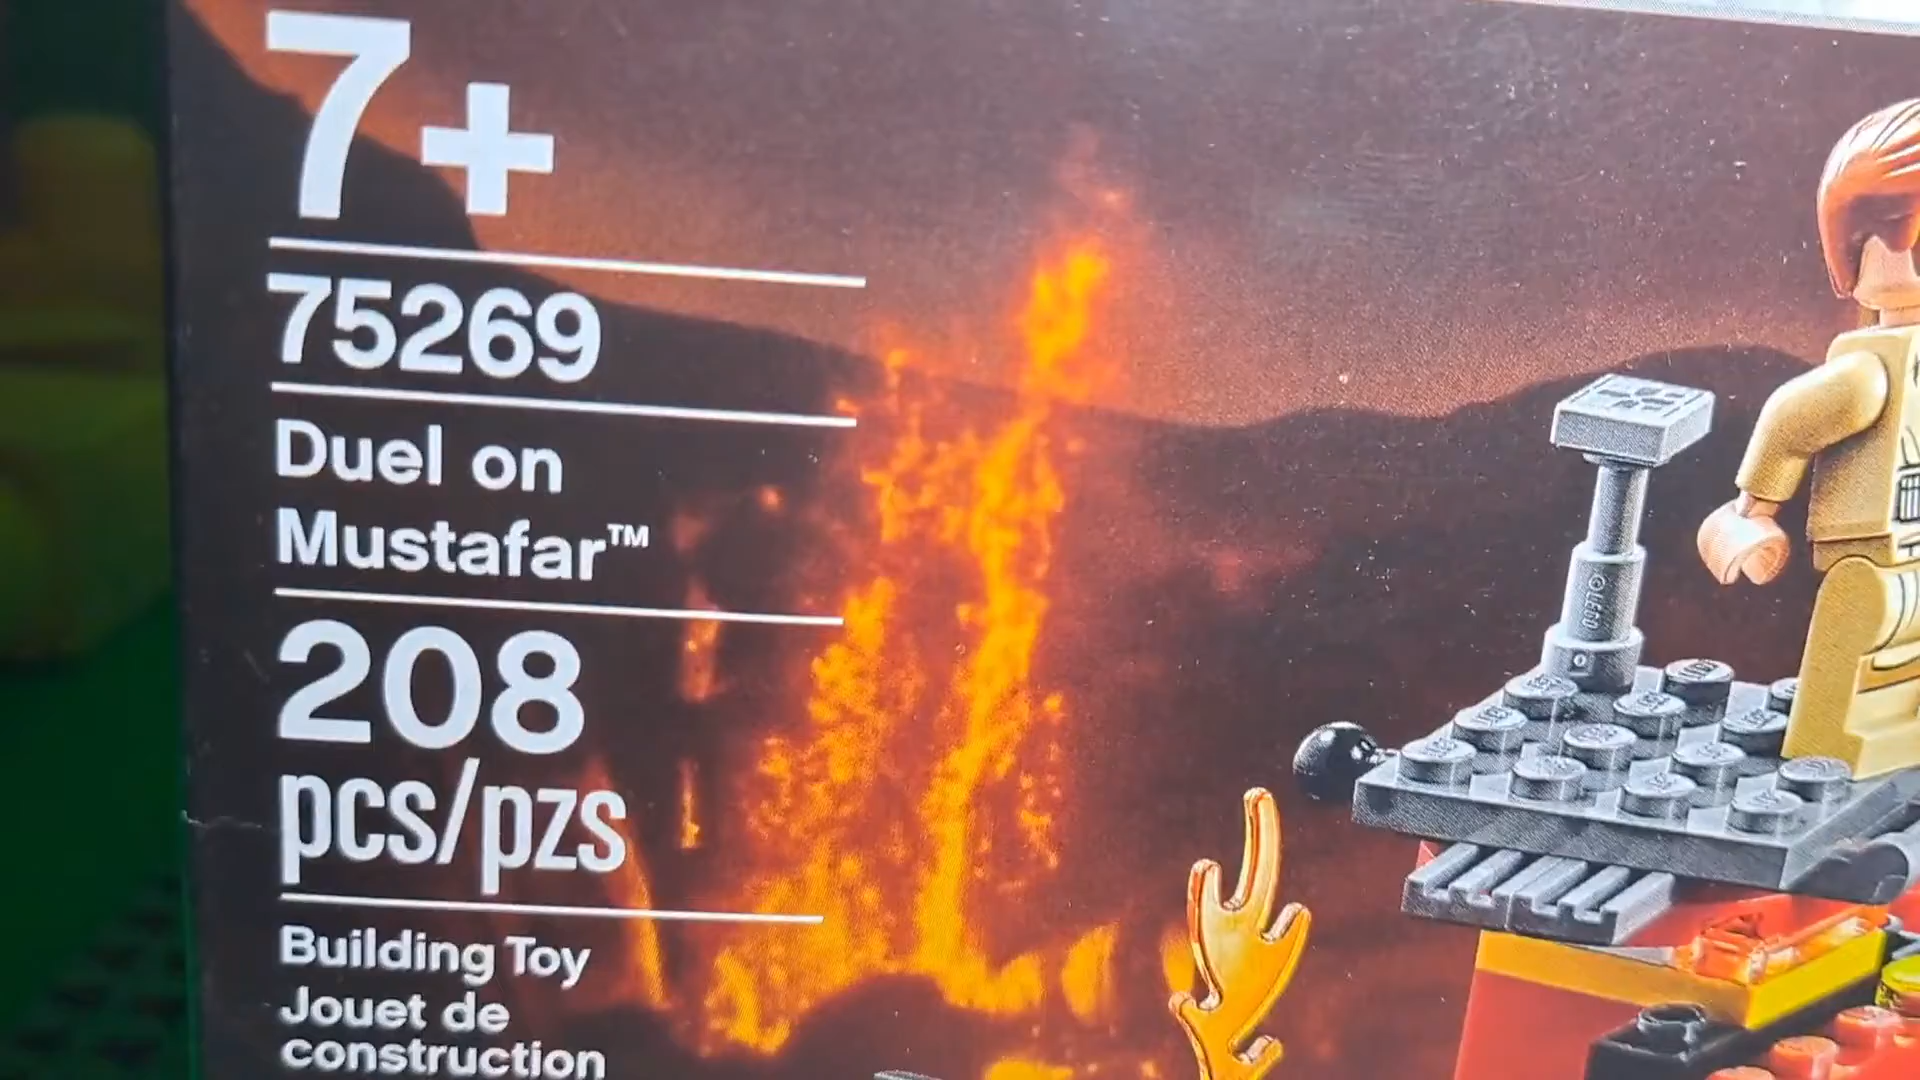 7+
75269
Duel on
Mustafar™
208
pcs/pzs
Building Toy
Jouet de
construction